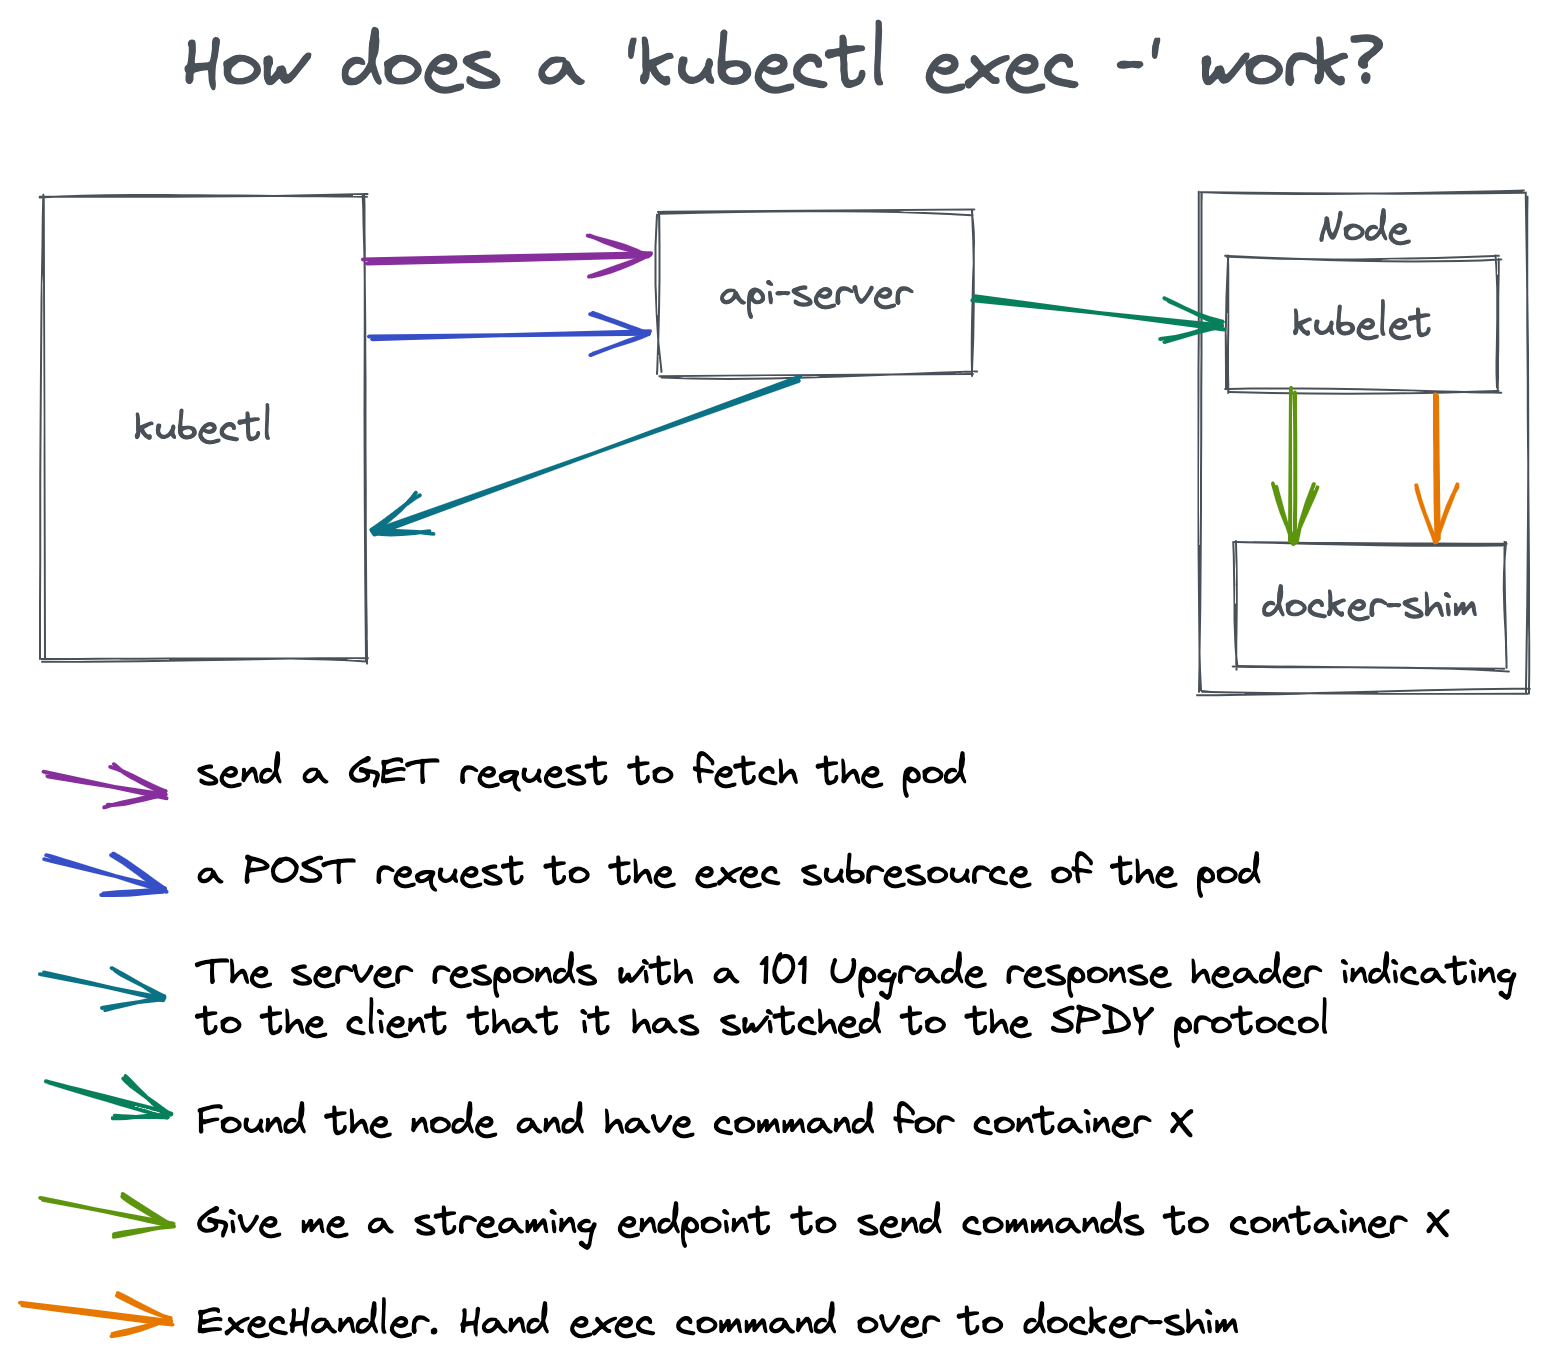 How does a 'kubectl exec -' work?
Node
api-server
kubelet
kubectl
docker-shim
send a GET request to fetch the pod
a POST request to the exec subresource of the pod
The server responds with a 101 Upgrade response header indicating
to the client that it has switched to the SPDY protocol
Found the node and have command for container X
Give me a streaming endpoint to send commands to container X
ExecHandler. Hand exec command over to docker-shim